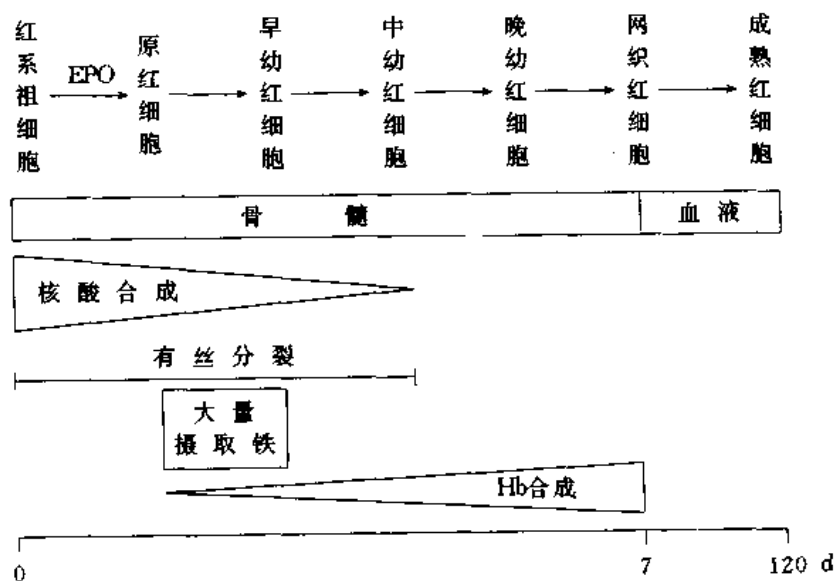 红系祖细胞
EPO
原红细胞
早幼红细胞
中幼红细胞
晚幼红细胞
网织红细胞
成熟红细胞
骨髓
血液
核酸合成
有丝分裂
大量
摄取铁
Hb合成
0
7
120 d